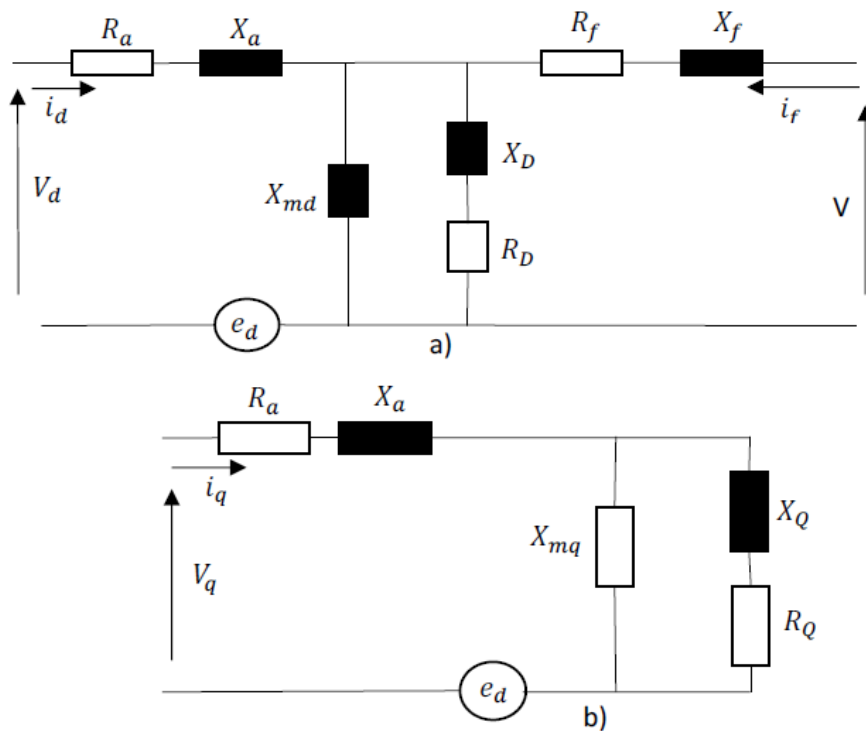 R_a X_a R_f X_f
i_d i_f
X_D
V_d X_md V
R_D
e_d
a)
R_a X_a
i_q
X_Q
X_mq
V_q
R_Q
e_d
b)